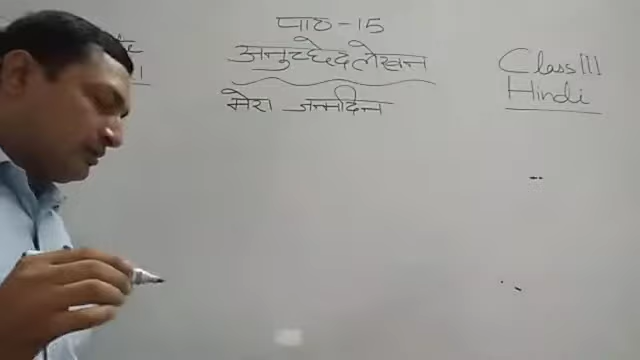 पाठ - 15
अनुच्छेद लेखन
Class III
Hindi
मेरा जन्मदिन